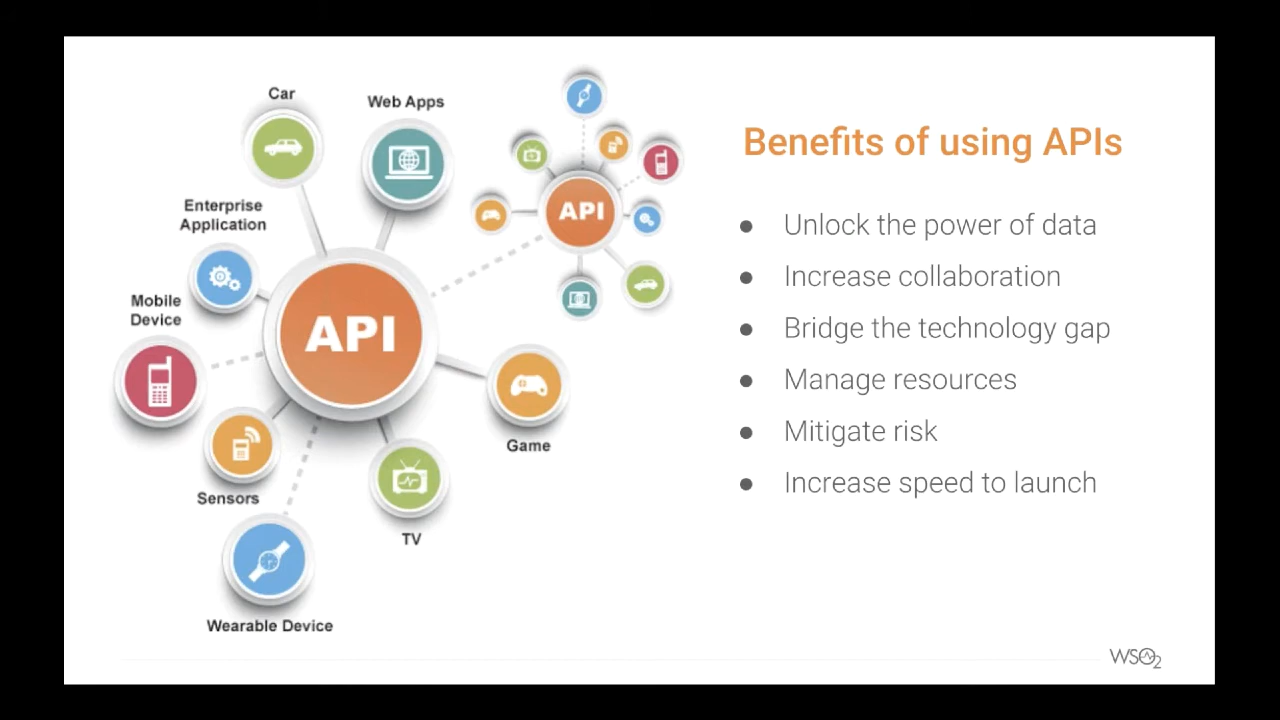 Car
Web Apps
Enterprise
Application
Mobile
Device
API
API
Game
Sensors
TV
Wearable Device
Benefits of using APIs
● Unlock the power of data
● Increase collaboration
● Bridge the technology gap
● Manage resources
● Mitigate risk
● Increase speed to launch
WSO2